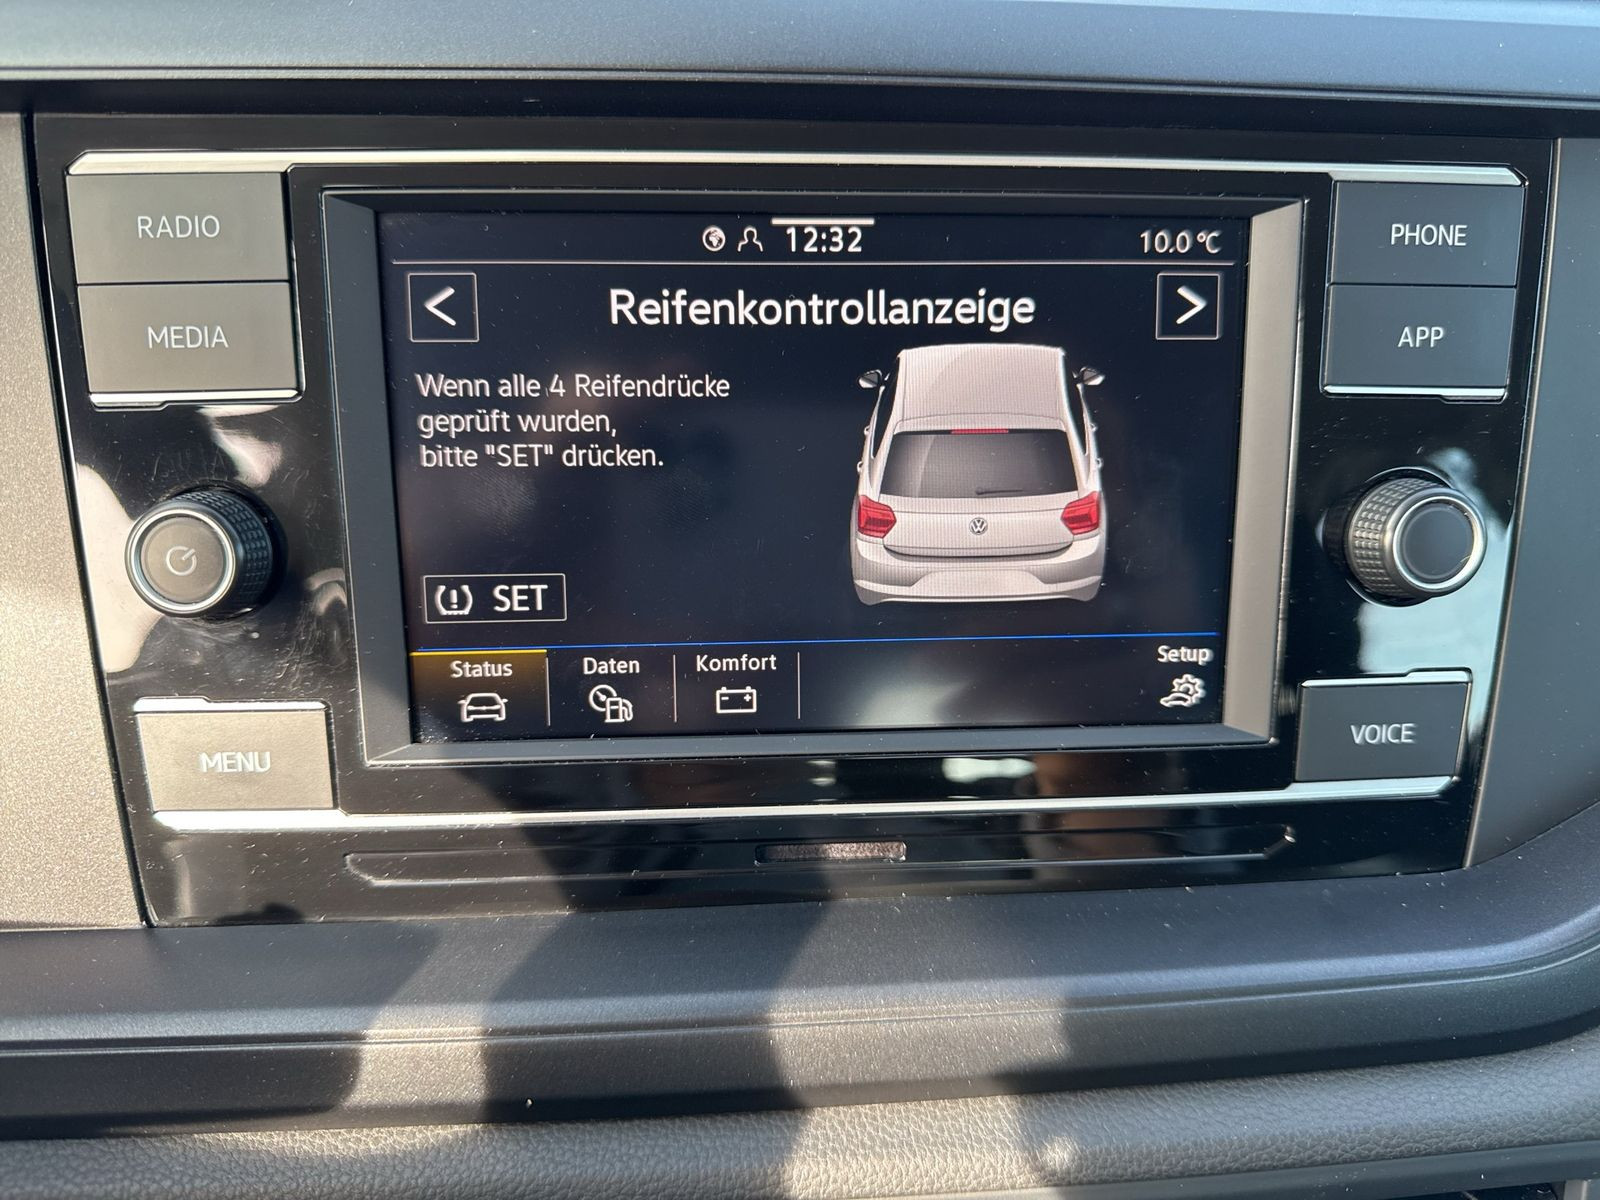 RADIO
MEDIA
MENU
12:32
10.0 °C
< Reifenkontrollanzeige >
Wenn alle 4 Reifendrücke
geprüft wurden,
bitte "SET" drücken.
SET
Status
Daten
Komfort
Setup
PHONE
APP
VOICE